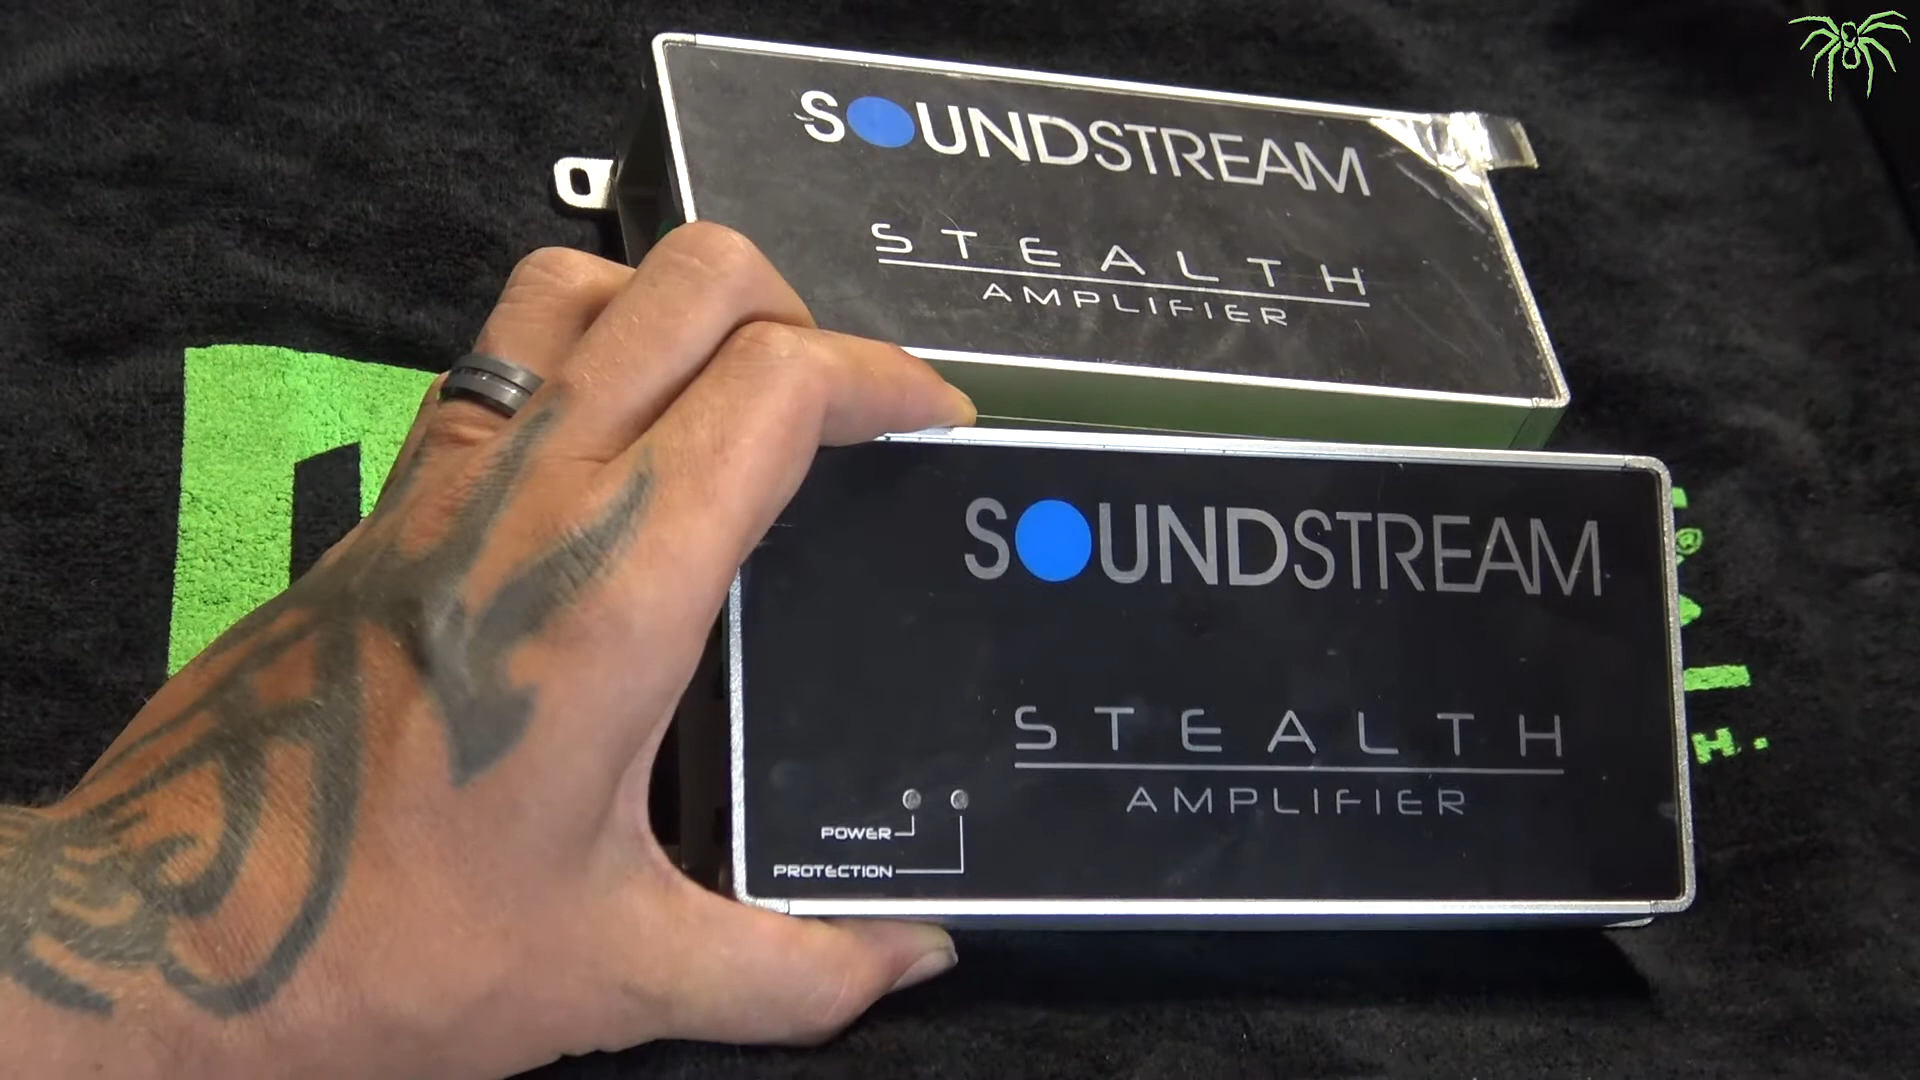 SOUNDSTREAM
STEALTH
AMPLIFIER
SOUNDSTREAM
STEALTH
AMPLIFIER
POWER
PROTECTION